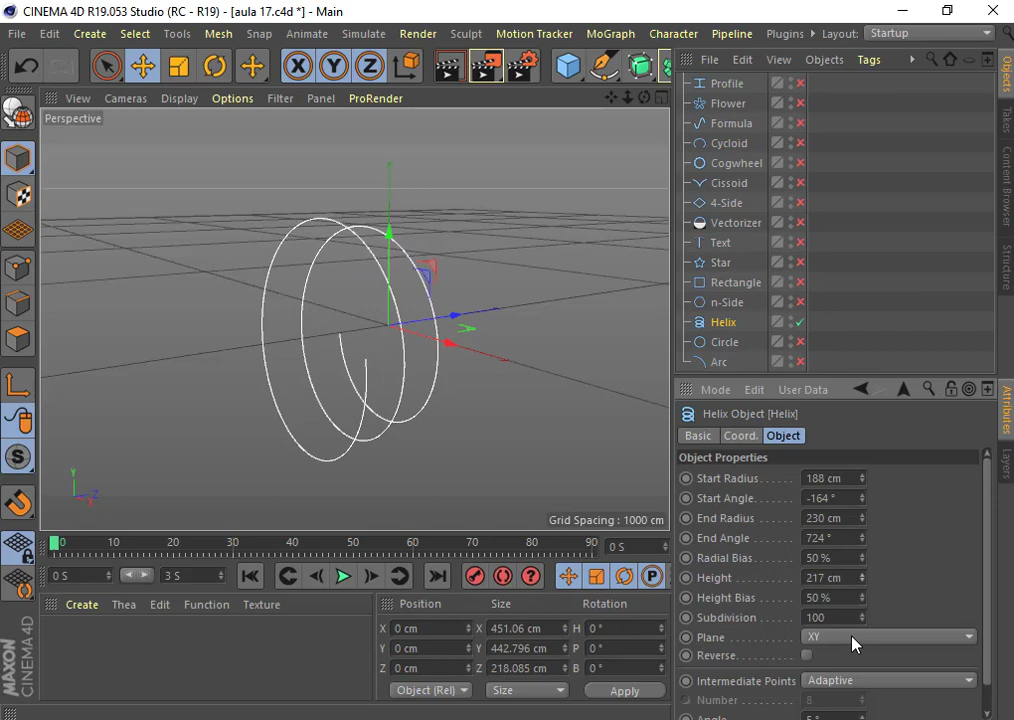 CINEMA 4D R19.053 Studio (RC - R19) - [aula 17.c4d *] - Main
File Edit Create Select Tools Mesh Snap Animate Simulate Render Sculpt Motion Tracker MoGraph Character Pipeline Plugins Layout: Startup
X Y Z
File Edit View Objects Tags
View Cameras Display Options Filter Panel ProRender
Perspective
Profile
Flower
Formula
Cycloid
Cogwheel
Cissoid
4-Side
Vectorizer
Text
Star
Rectangle
n-Side
Helix
Circle
Arc
Objects
Takes
Content Browser
Structure
Mode Edit User Data
Helix Object [Helix]
Basic Coord. Object
Object Properties
Start Radius 188 cm
Start Angle -164 °
End Radius 230 cm
End Angle 724 °
Radial Bias 50 %
Height 217 cm
Height Bias 50 %
Subdivision 100
Plane XY
Reverse
Intermediate Points Adaptive
Number 8
Angle 5 °
Attributes
Layers
Y
Z
X
Grid Spacing : 1000 cm
0 10 20 30 40 50 60 70 80 90
0 S
0 S 3 S
P
Create Thea Edit Function Texture
Position Size Rotation
X 0 cm X 451.06 cm H 0 °
Y 0 cm Y 442.796 cm P 0 °
Z 0 cm Z 218.085 cm B 0 °
Object (Rel) Size Apply
S
MAXON
CINEMA 4D